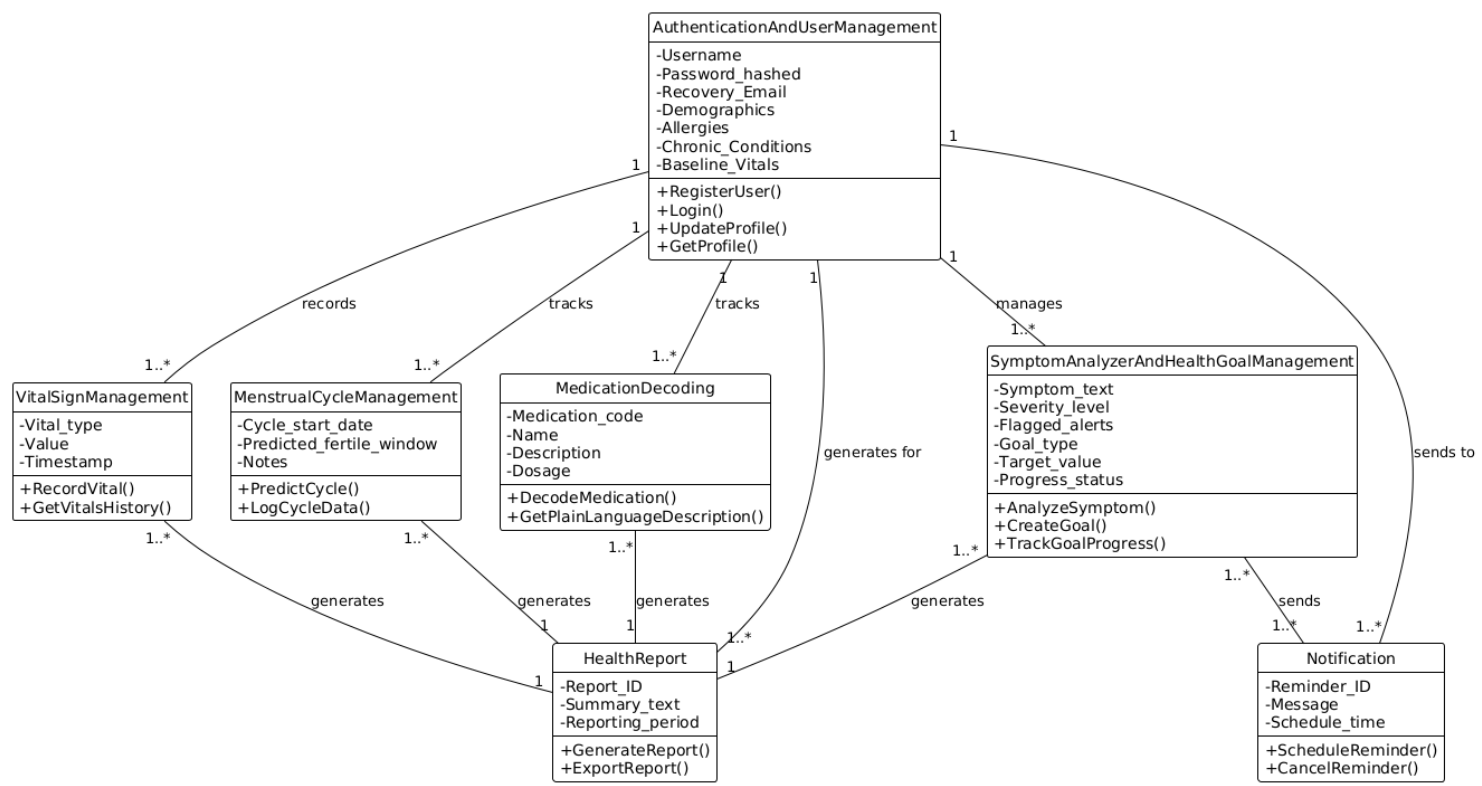 AuthenticationAndUserManagement
-Username
-Password_hashed
-Recovery_Email
-Demographics
-Allergies
-Chronic_Conditions
-Baseline_Vitals
+RegisterUser()
+Login()
+UpdateProfile()
+GetProfile()
1
1
1
1
1
1
records
tracks
tracks
generates for
manages
sends to
1..*
1..*
1..*
1..*
VitalSignManagement
-Vital_type
-Value
-Timestamp
+RecordVital()
+GetVitalsHistory()
MenstrualCycleManagement
-Cycle_start_date
-Predicted_fertile_window
-Notes
+PredictCycle()
+LogCycleData()
MedicationDecoding
-Medication_code
-Name
-Description
-Dosage
+DecodeMedication()
+GetPlainLanguageDescription()
SymptomAnalyzerAndHealthGoalManagement
-Symptom_text
-Severity_level
-Flagged_alerts
-Goal_type
-Target_value
-Progress_status
+AnalyzeSymptom()
+CreateGoal()
+TrackGoalProgress()
1..*
1..*
1..*
1..*
1..*
generates
generates
generates
generates
sends
1
1
1
1..*
1
1..*
1..*
HealthReport
-Report_ID
-Summary_text
-Reporting_period
+GenerateReport()
+ExportReport()
Notification
-Reminder_ID
-Message
-Schedule_time
+ScheduleReminder()
+CancelReminder()